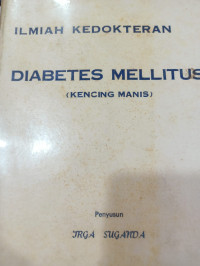 ILMIAH KEDOKTERAN
DIABETES MELLITUS
(KENCING MANIS)
Penyusun
IRGA SUGANDA